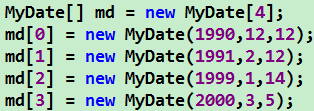 MyDate[] md = new MyDate[4];
md[0] = new MyDate(1990,12,12);
md[1] = new MyDate(1991,2,12);
md[2] = new MyDate(1999,1,14);
md[3] = new MyDate(2000,3,5);